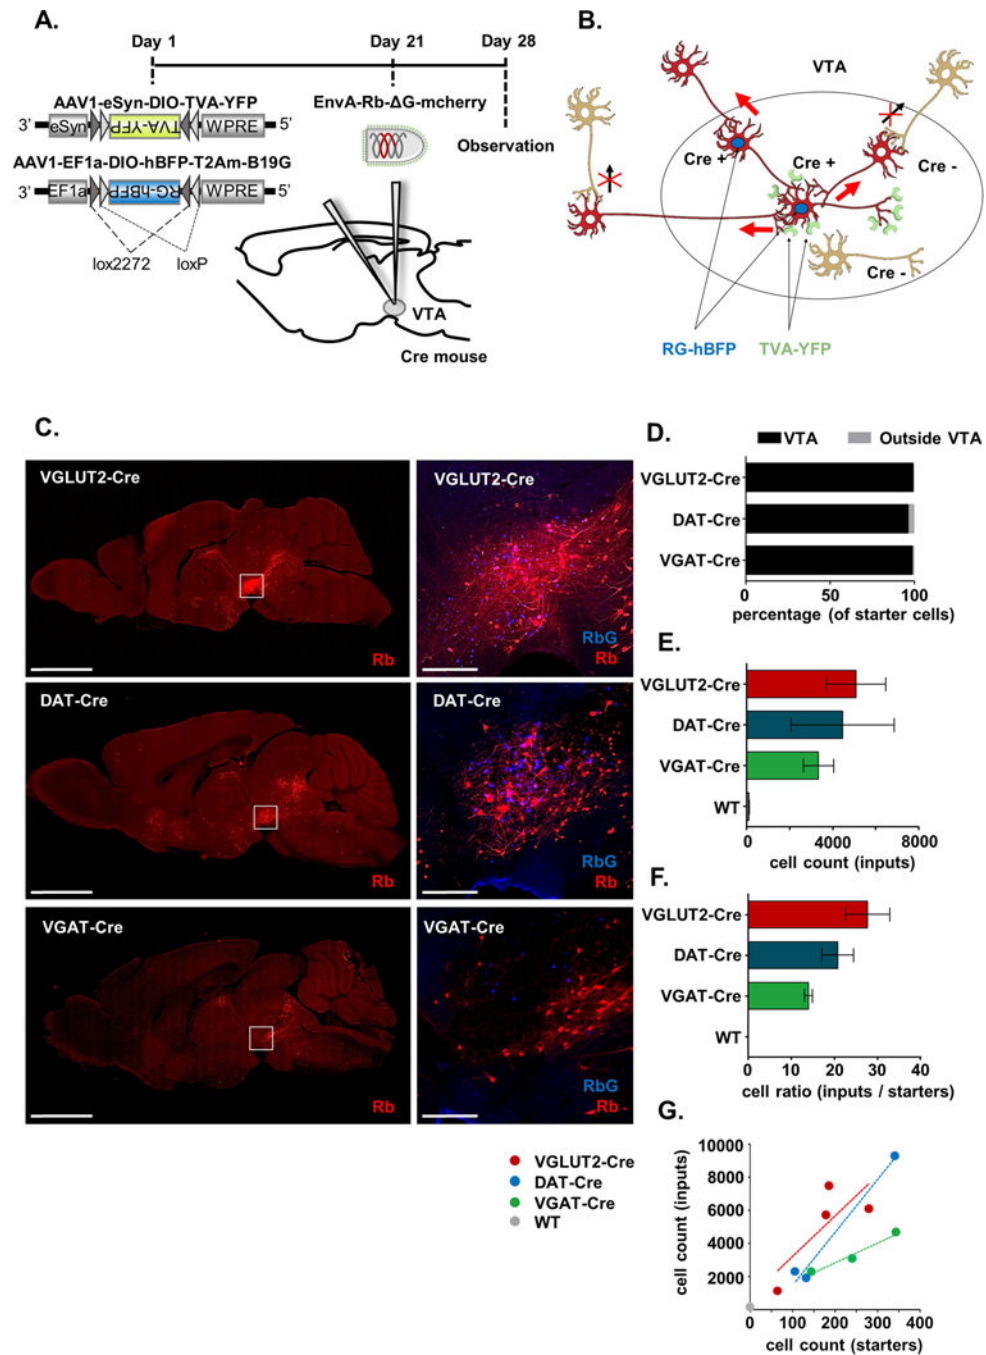 A.
Day 1
Day 21
Day 28
AAV1-eSyn-DIO-TVA-YFP
3'
eSyn
TVA-YFP
WPRE
5'
AAV1-EF1a-DIO-hBFP-T2Am-B19G
3'
EF1a
RG-hBFP
WPRE
5'
lox2272
loxP
EnvA-Rb-ΔG-mcherry
Observation
VTA
Cre mouse
B.
VTA
Cre +
Cre +
Cre -
Cre -
RG-hBFP
TVA-YFP
C.
VGLUT2-Cre
Rb
VGLUT2-Cre
RbG
Rb
DAT-Cre
Rb
DAT-Cre
RbG
Rb
VGAT-Cre
Rb
VGAT-Cre
RbG
Rb
D.
VTA
Outside VTA
VGLUT2-Cre
DAT-Cre
VGAT-Cre
0 50 100
percentage (of starter cells)
E.
VGLUT2-Cre
DAT-Cre
VGAT-Cre
WT
0 4000 8000
cell count (inputs)
F.
VGLUT2-Cre
DAT-Cre
VGAT-Cre
WT
0 10 20 30 40
cell ratio (inputs / starters)
G.
VGLUT2-Cre
DAT-Cre
VGAT-Cre
WT
cell count (inputs)
10000
8000
6000
4000
2000
0 100 200 300 400
cell count (starters)